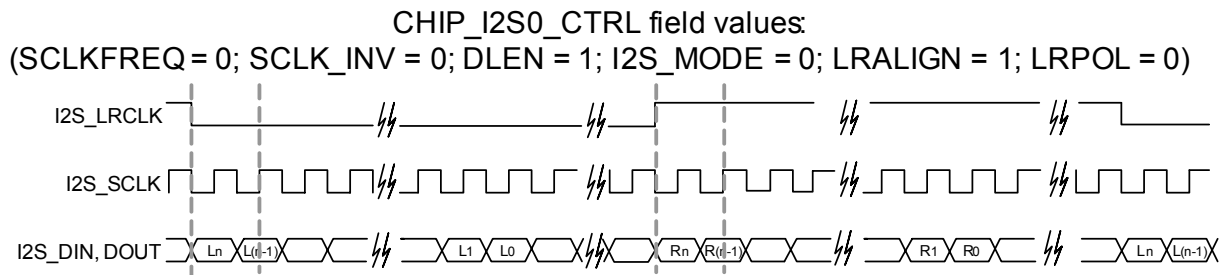 CHIP_I2S0_CTRL field values:
(SCLKFREQ = 0; SCLK_INV = 0; DLEN = 1; I2S_MODE = 0; LRALIGN = 1; LRPOL = 0)
I2S_LRCLK
I2S_SCLK
I2S_DIN, DOUT Ln L(n-1) L1 L0 Rn R(n-1) R1 R0 Ln L(n-1)